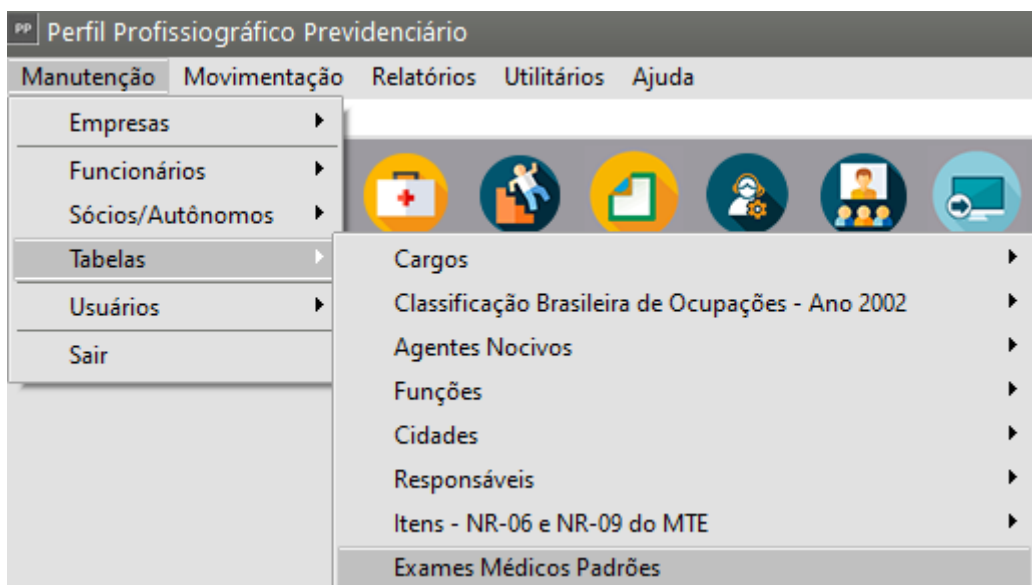 PP Perfil Profissiográfico Previdenciário
Manutenção Movimentação Relatórios Utilitários Ajuda
Empresas
Funcionários
Sócios/Autônomos
Tabelas
Usuários
Sair
Cargos
Classificação Brasileira de Ocupações - Ano 2002
Agentes Nocivos
Funções
Cidades
Responsáveis
Itens - NR-06 e NR-09 do MTE
Exames Médicos Padrões